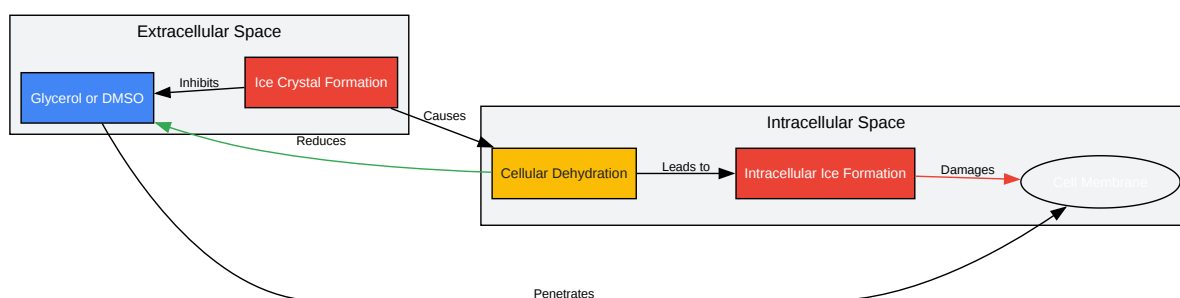 Extracellular Space
Ice Crystal Formation
Inhibits
Glycerol or DMSO
Causes
Intracellular Space
Reduces
Cellular Dehydration
Leads to
Intracellular Ice Formation
Damages
Cell Membrane
Penetrates